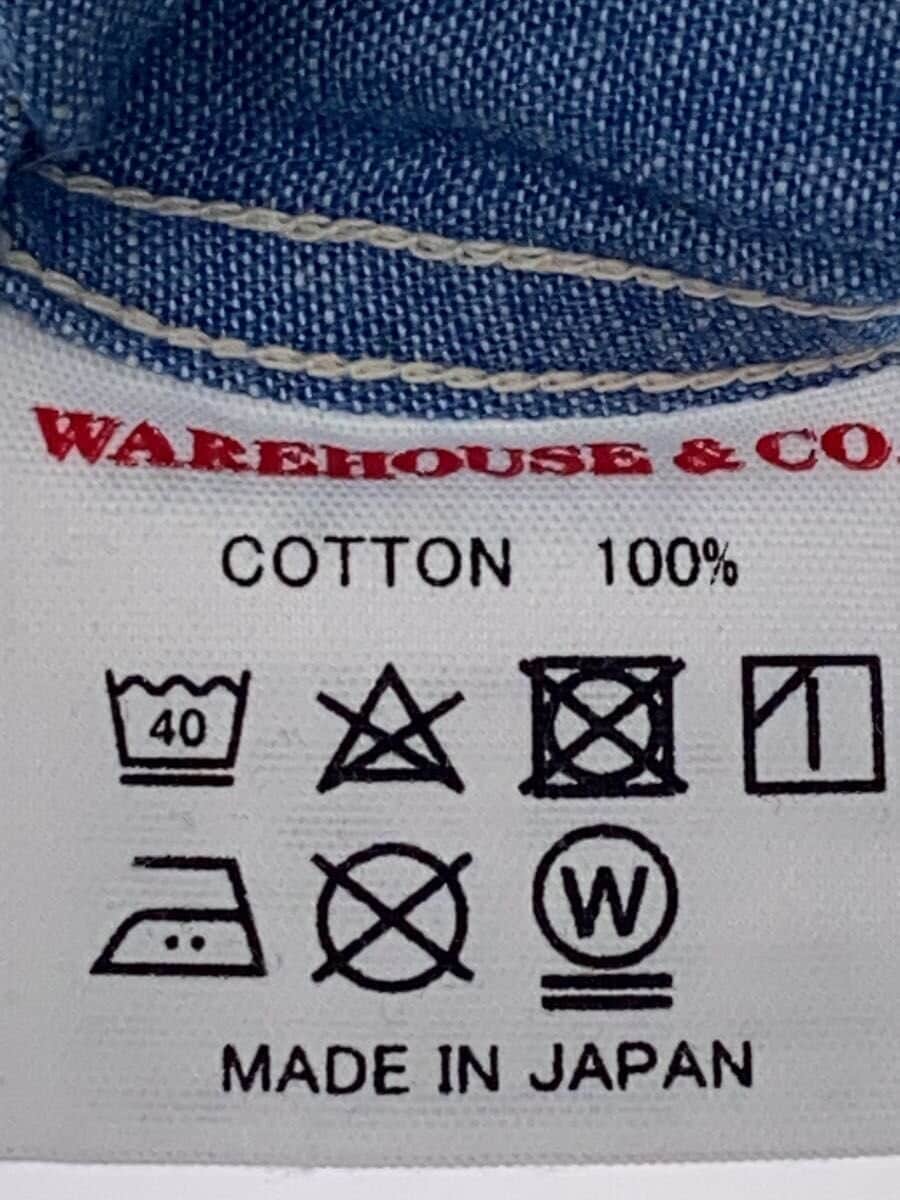 WAREHOUSE & CO.
COTTON 100%
40
W
MADE IN JAPAN